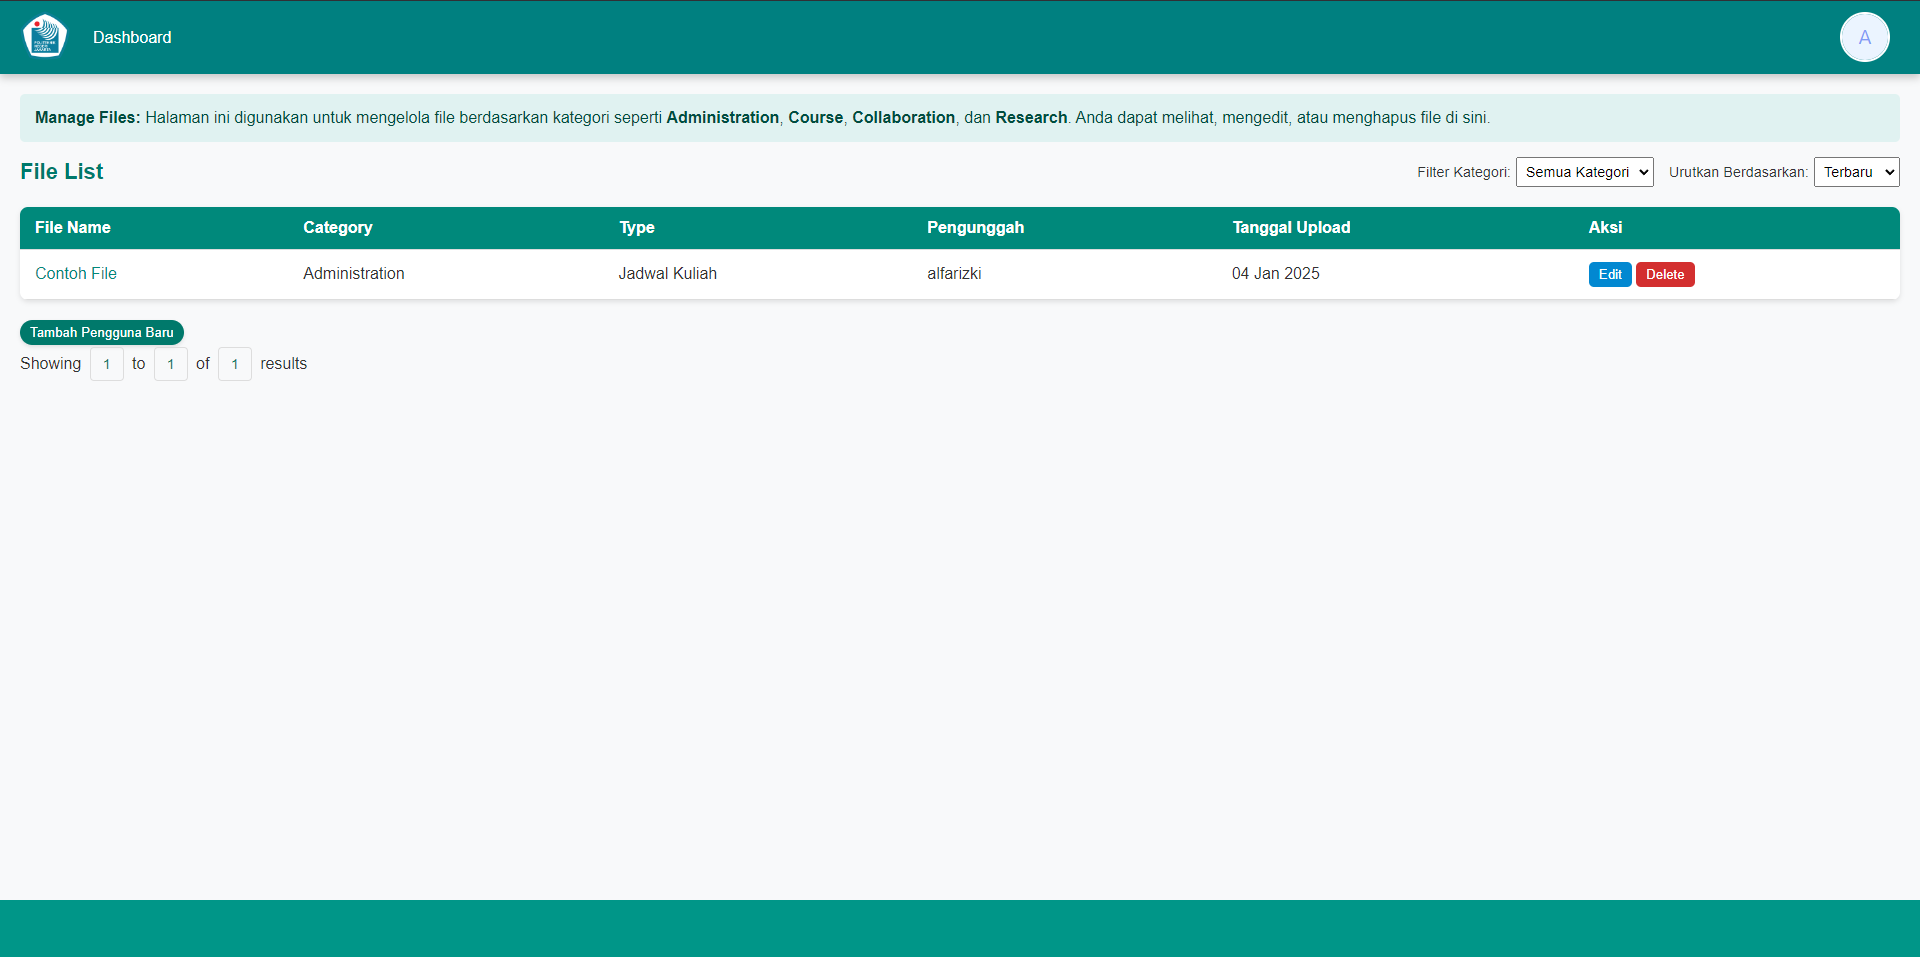 POLITEKNIK
NEGERI
JAKARTA
Dashboard
A
Manage Files: Halaman ini digunakan untuk mengelola file berdasarkan kategori seperti Administration, Course, Collaboration, dan Research. Anda dapat melihat, mengedit, atau menghapus file di sini.
File List
Filter Kategori: Semua Kategori Urutkan Berdasarkan: Terbaru
File Name Category Type Pengunggah Tanggal Upload Aksi
Contoh File Administration Jadwal Kuliah alfarizki 04 Jan 2025 Edit Delete
Tambah Pengguna Baru
Showing 1 to 1 of 1 results